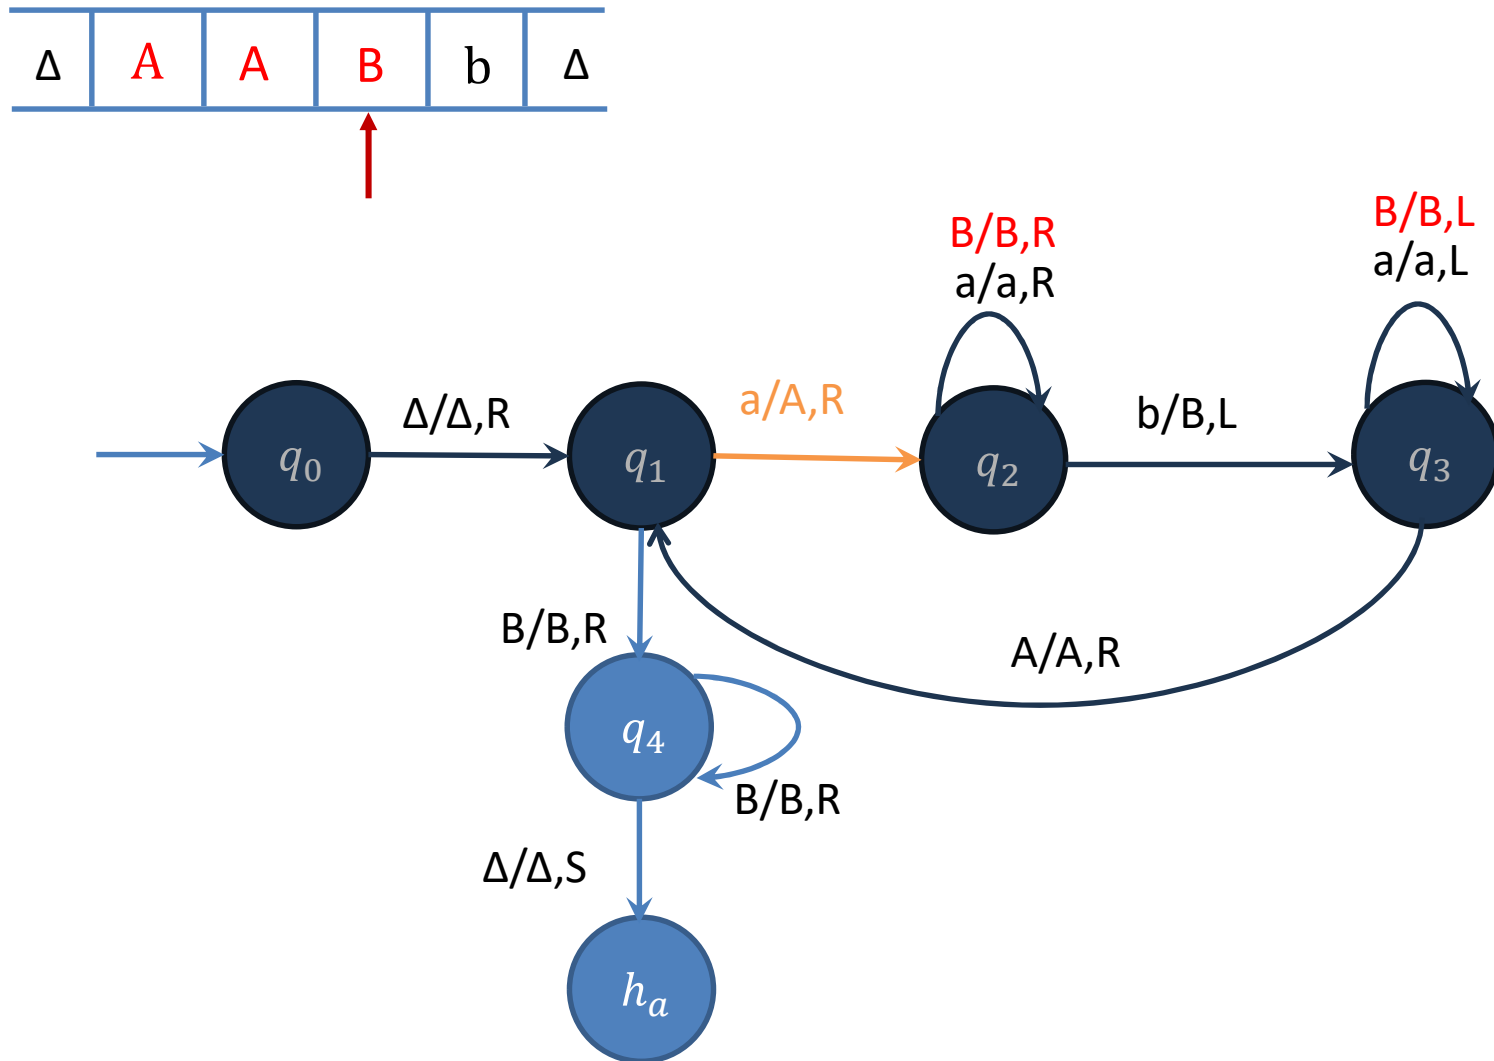 Δ A A B b Δ
B/B,R
a/a,R
B/B,L
a/a,L
Δ/Δ,R
a/A,R
b/B,L
q₀
q₁
q₂
q₃
B/B,R
A/A,R
q₄
B/B,R
Δ/Δ,S
hₐ